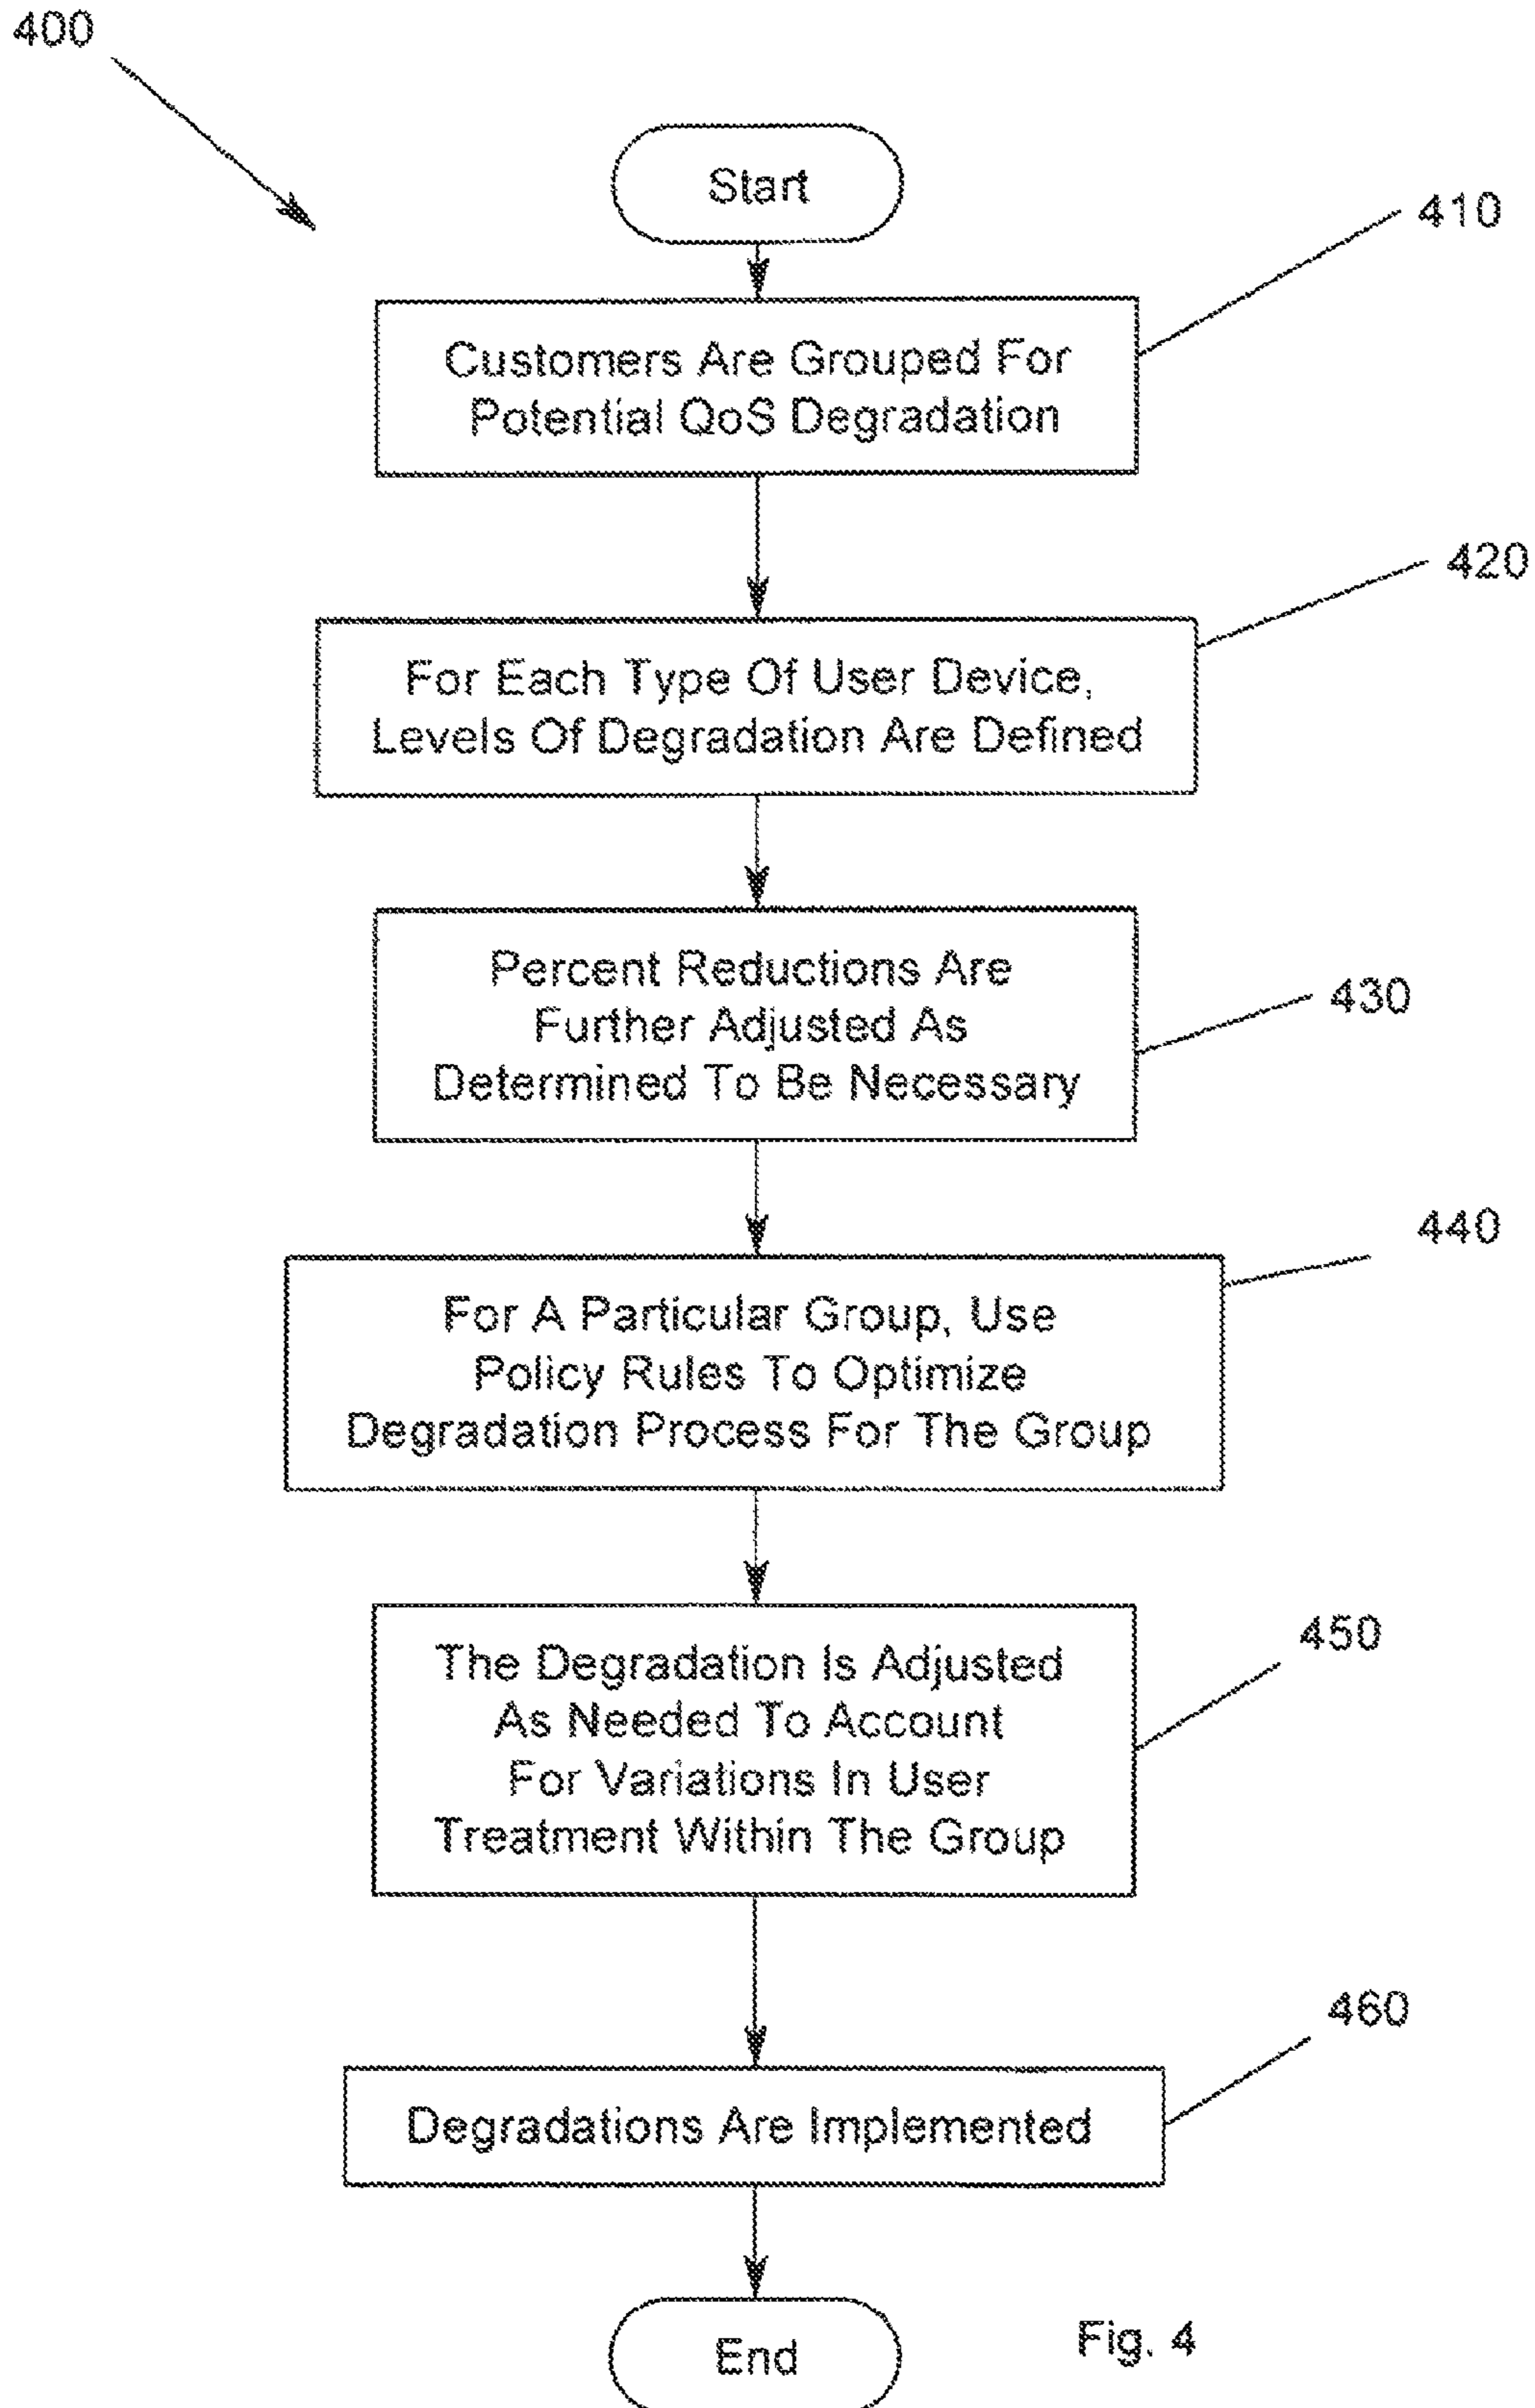 400
Start
410
Customers Are Grouped For
Potential QoS Degradation
420
For Each Type Of User Device,
Levels Of Degradation Are Defined
Percent Reductions Are
Further Adjusted As
Determined To Be Necessary
430
440
For A Particular Group, Use
Policy Rules To Optimize
Degradation Process For The Group
450
The Degradation Is Adjusted
As Needed To Account
For Variations In User
Treatment Within The Group
460
Degradations Are Implemented
End
Fig. 4